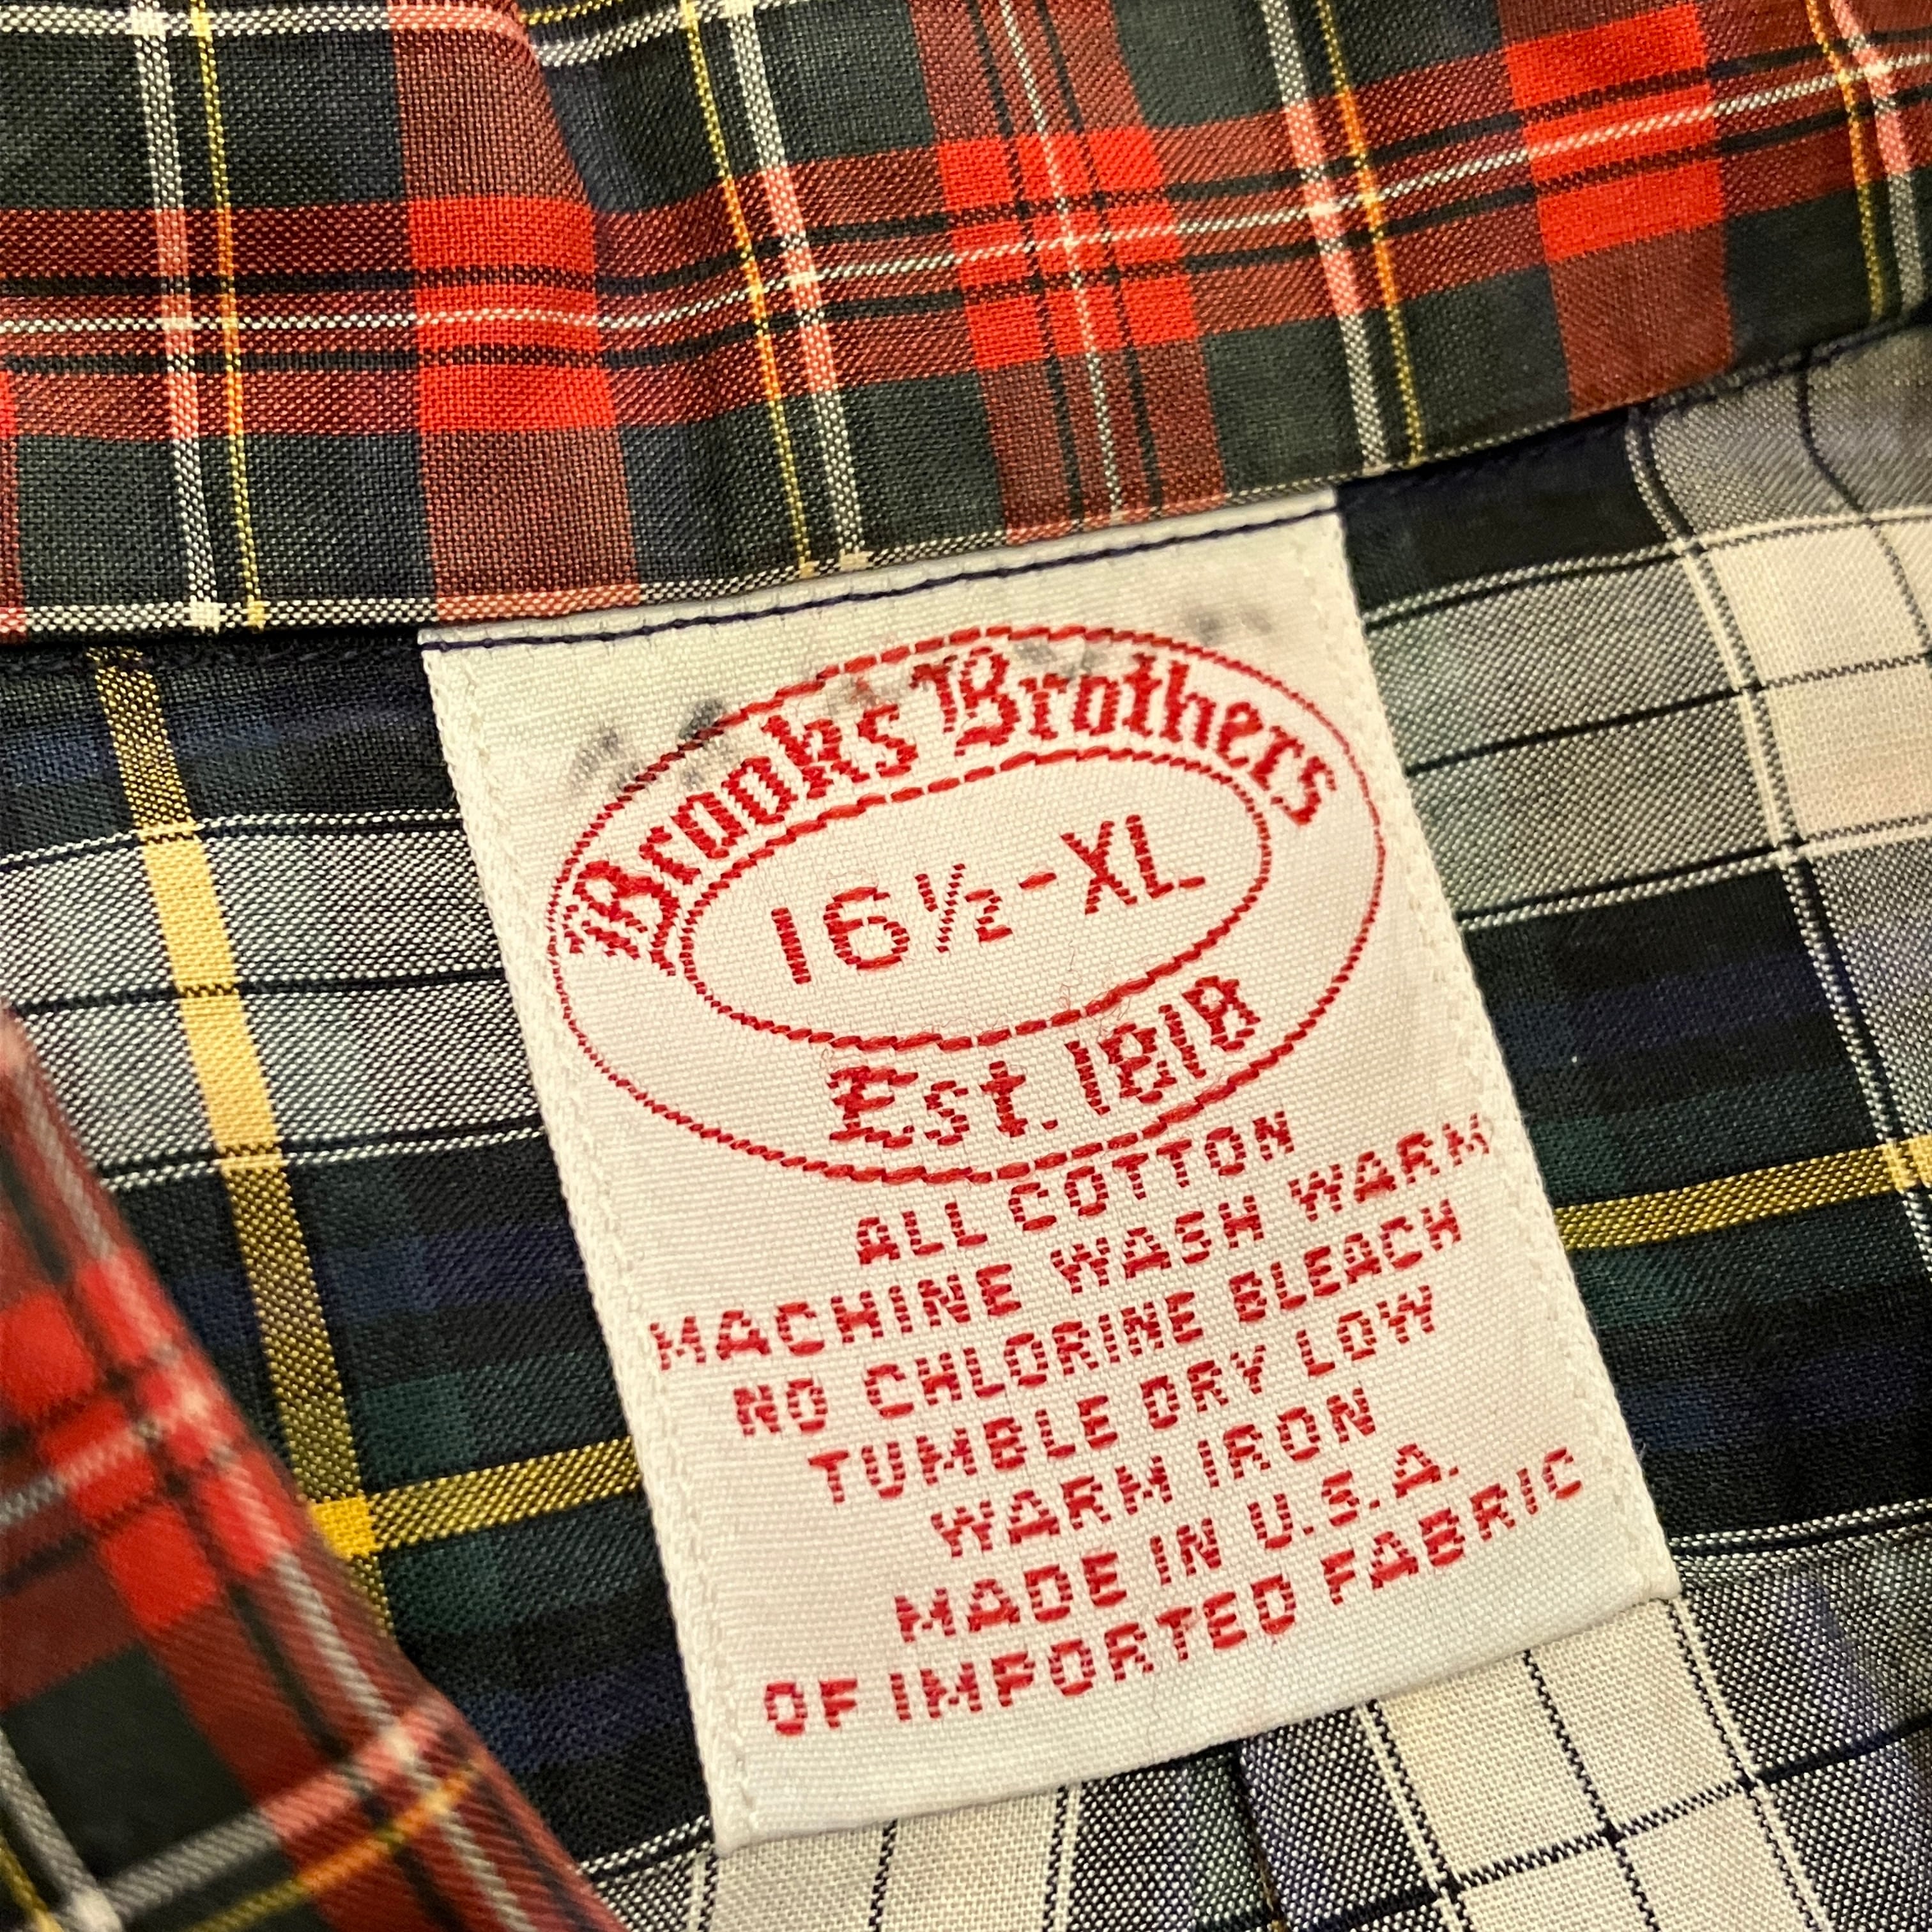 Brooks Brothers
16½-XL
Est. 1818
ALL COTTON
MACHINE WASH WARM
NO CHLORINE BLEACH
TUMBLE DRY LOW
WARM IRON
MADE IN U.S.A.
OF IMPORTED FABRIC